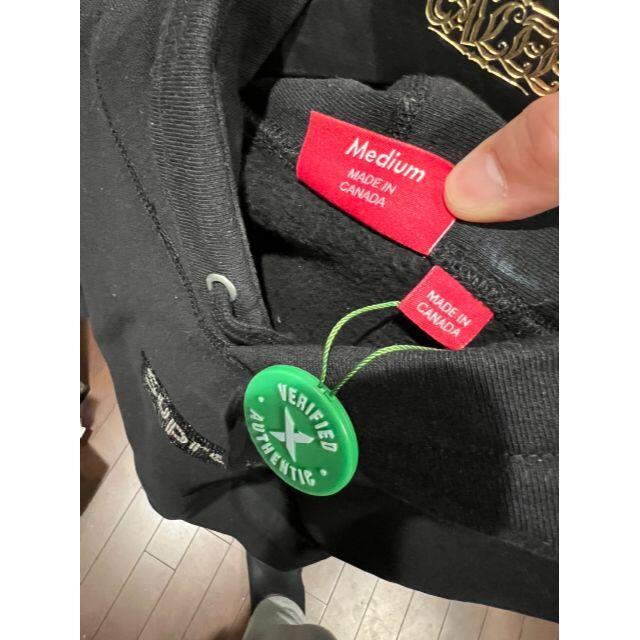 Medium
MADE IN
CANADA
MADE IN
CANADA
VERIFIED
X
AUTHENTIC